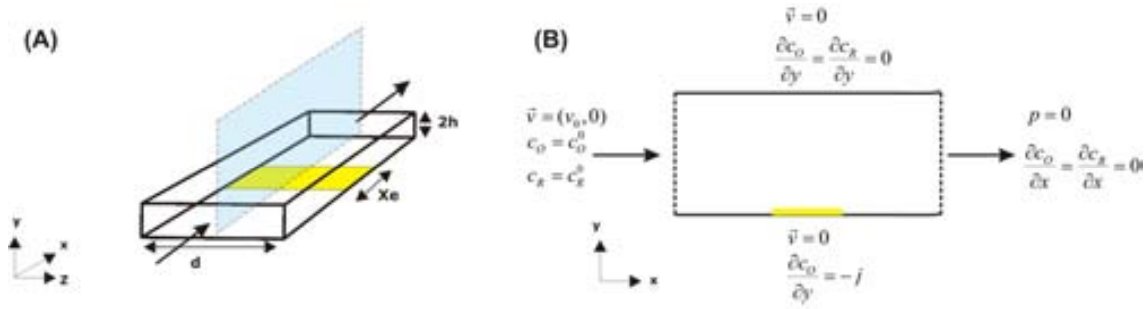 (A)
2h
Xe
d
y
x
z
(B)
v⃗ = 0
∂c_O/∂y = ∂c_R/∂y = 0
v⃗ = (v₀, 0)
c_O = c_O^0
c_R = c_R^0
p = 0
∂c_O/∂x = ∂c_R/∂x = 0
v⃗ = 0
∂c_O/∂y = −j
y
x